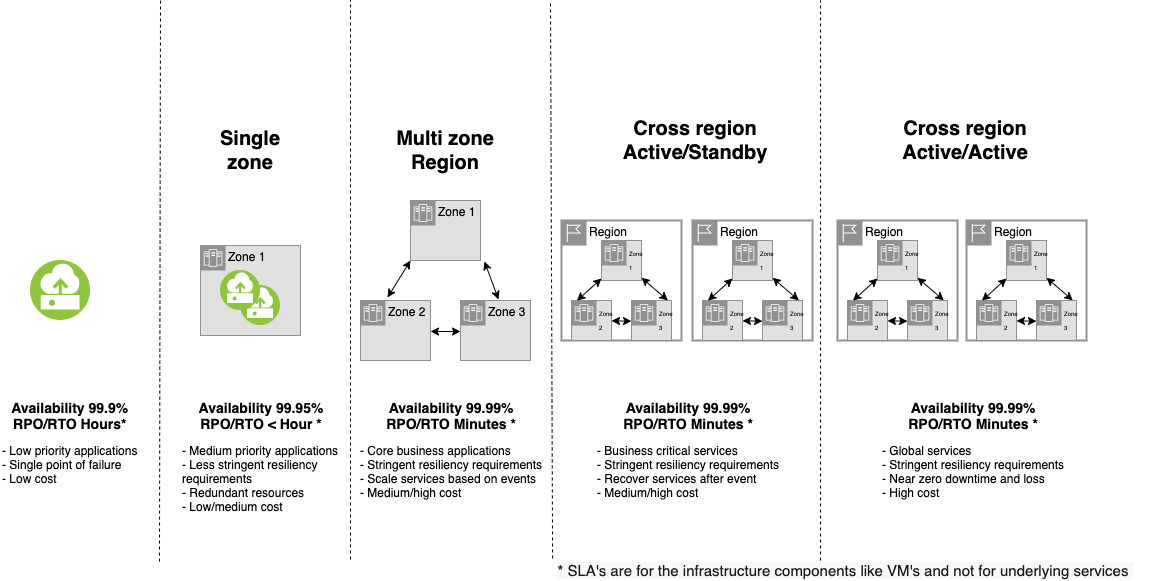 Single
zone
Multi zone
Region
Cross region
Active/Standby
Cross region
Active/Active
Zone 1
Zone 1
Zone 2
Zone 3
Region
Zone
1
Zone
2
Zone
3
Region
Zone
1
Zone
2
Zone
3
Region
Zone
1
Zone
2
Zone
3
Region
Zone
1
Zone
2
Zone
3
Availability 99.9%
RPO/RTO Hours*
- Low priority applications
- Single point of failure
- Low cost
Availability 99.95%
RPO/RTO < Hour *
- Medium priority applications
- Less stringent resiliency
requirements
- Redundant resources
- Low/medium cost
Availability 99.99%
RPO/RTO Minutes *
- Core business applications
- Stringent resiliency requirements
- Scale services based on events
- Medium/high cost
Availability 99.99%
RPO/RTO Minutes *
- Business critical services
- Stringent resiliency requirements
- Recover services after event
- Medium/high cost
Availability 99.99%
RPO/RTO Minutes *
- Global services
- Stringent resiliency requirements
- Near zero downtime and loss
- High cost
* SLA's are for the infrastructure components like VM's and not for underlying services